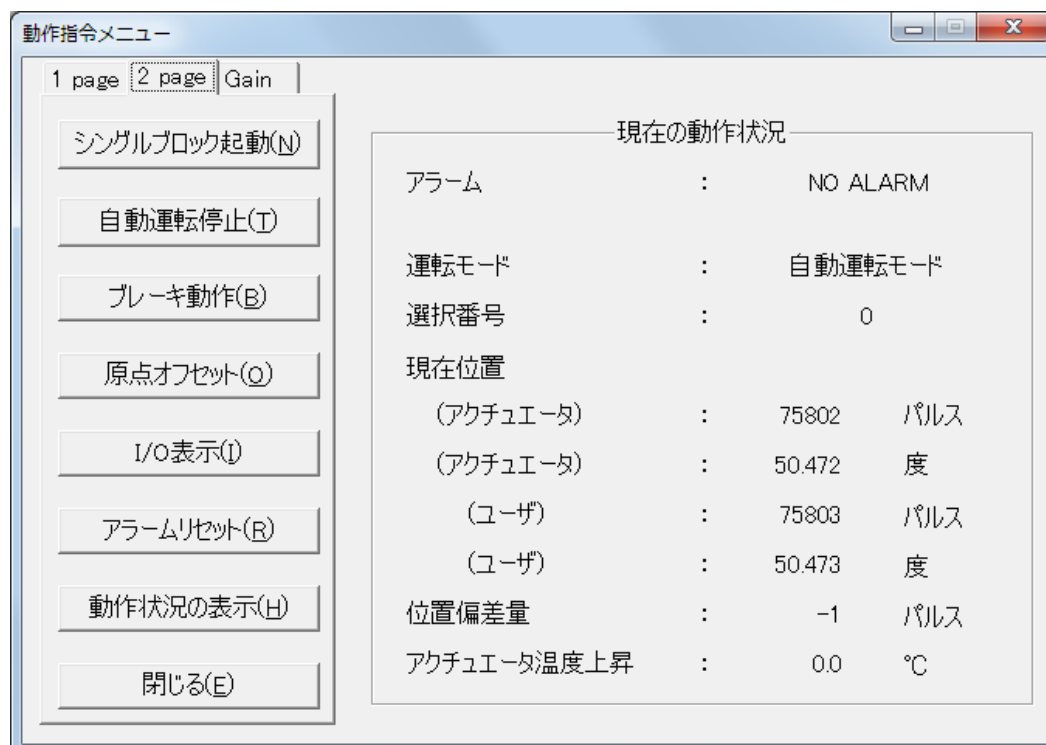 動作指令メニュー
1 page 2 page Gain
シングルブロック起動(N)
自動運転停止(T)
ブレーキ動作(B)
原点オフセット(O)
I/O表示(I)
アラームリセット(R)
動作状況の表示(H)
閉じる(E)
現在の動作状況
アラーム : NO ALARM
運転モード : 自動運転モード
選択番号 : 0
現在位置
(アクチュエータ) : 75802 パルス
(アクチュエータ) : 50.472 度
(ユーザ) : 75803 パルス
(ユーザ) : 50.473 度
位置偏差量 : -1 パルス
アクチュエータ温度上昇 : 0.0 ℃